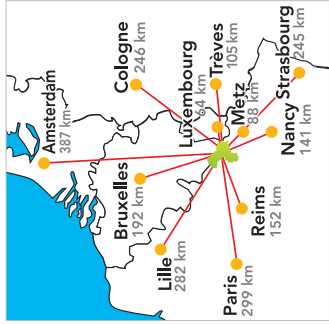 Amsterdam
387 km
Cologne
246 km
Bruxelles
192 km
Lille
282 km
Luxembourg
64 km
Trèves
105 km
Metz
88 km
Strasbourg
245 km
Nancy
141 km
Reims
152 km
Paris
299 km